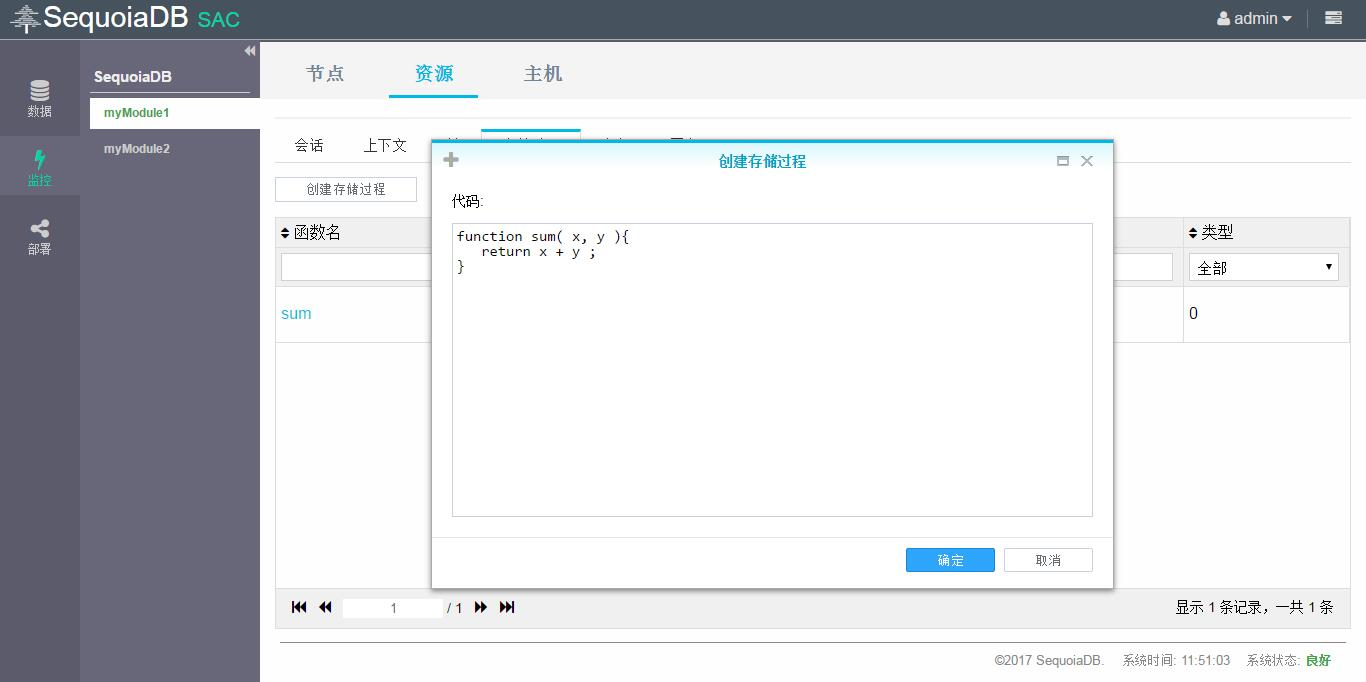 SequoiaDB SAC
admin
SequoiaDB
myModule1
myModule2
数据
监控
部署
节点 资源 主机
会话 上下文
创建存储过程
函数名 类型
全部
sum 0
创建存储过程
代码:
function sum( x, y ){
return x + y ;
}
确定 取消
1 / 1
显示 1 条记录，一共 1 条
©2017 SequoiaDB. 系统时间: 11:51:03 系统状态: 良好